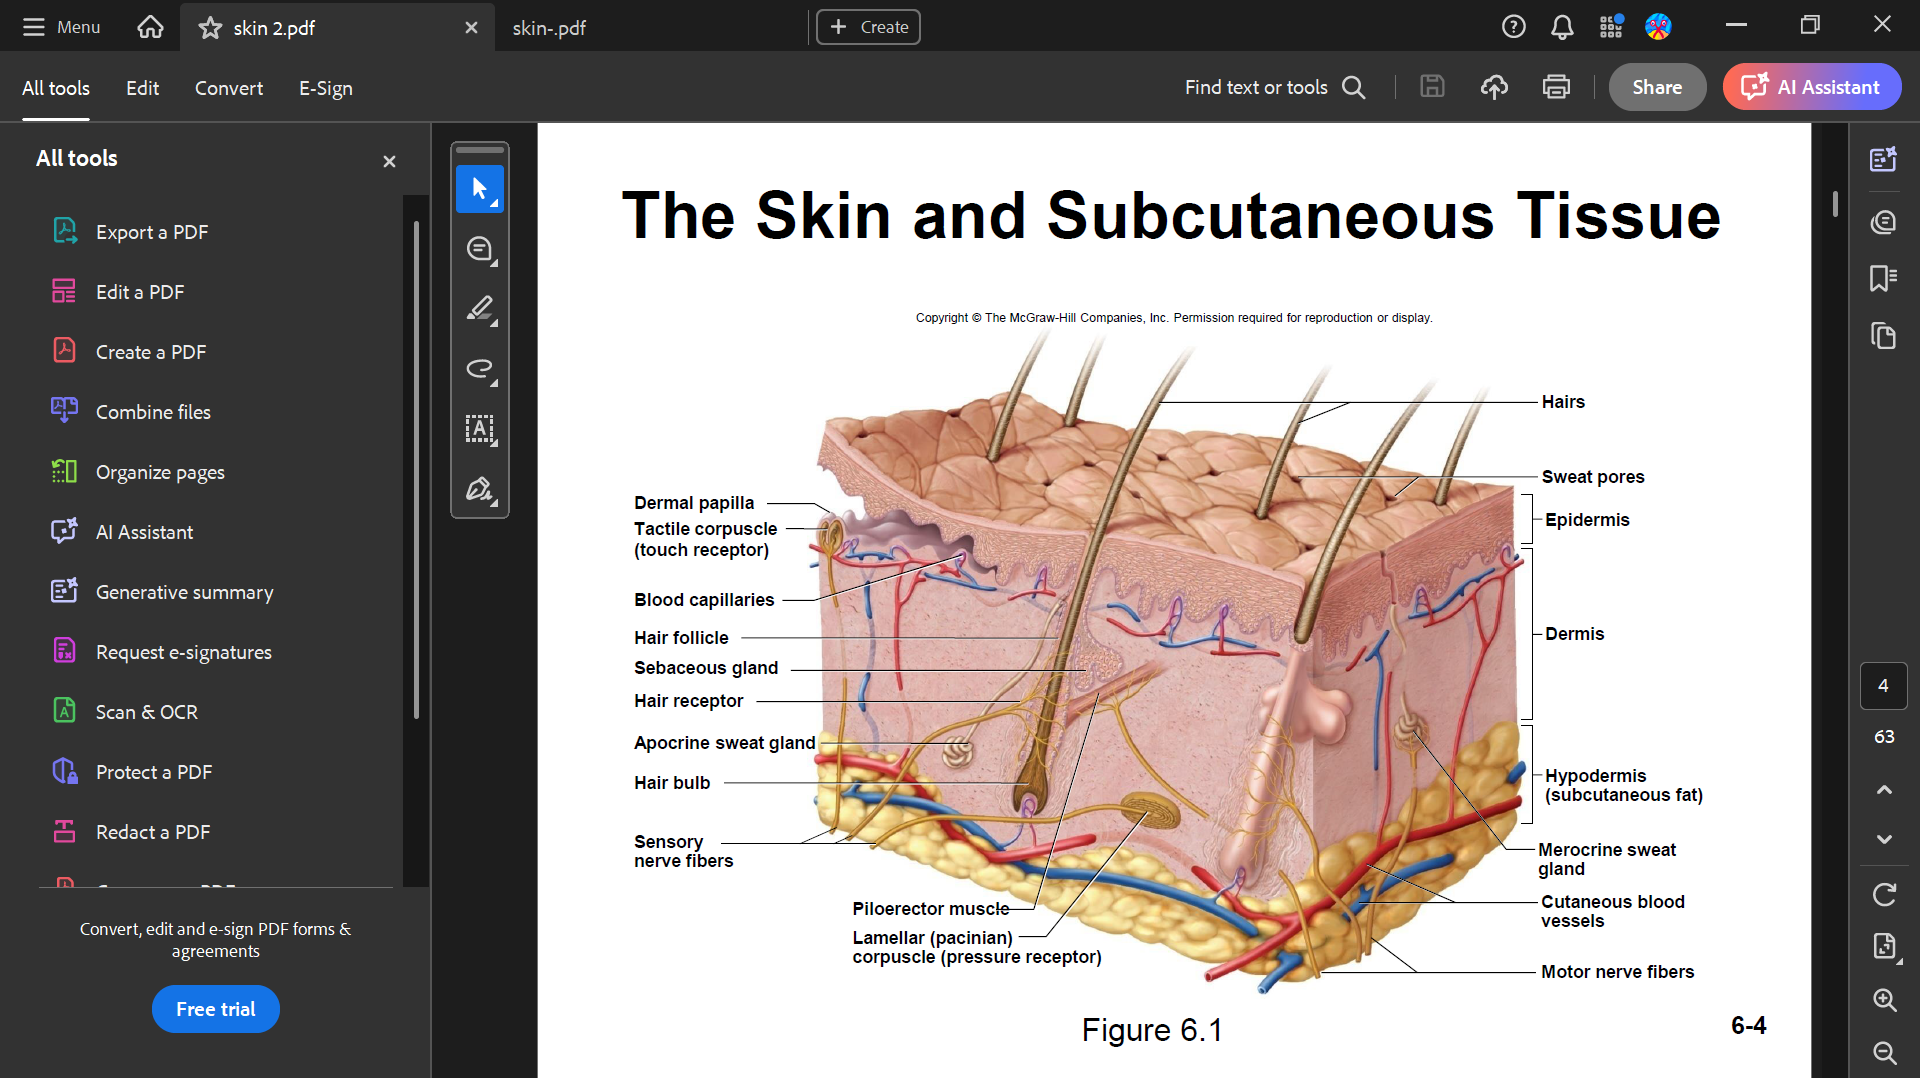 Menu
skin 2.pdf
skin-.pdf
Create
All tools
Edit
Convert
E-Sign
Find text or tools
Share
AI Assistant
All tools
Export a PDF
Edit a PDF
Create a PDF
Combine files
Organize pages
AI Assistant
Generative summary
Request e-signatures
Scan & OCR
Protect a PDF
Redact a PDF
Convert, edit and e-sign PDF forms &
agreements
Free trial
The Skin and Subcutaneous Tissue
Copyright © The McGraw-Hill Companies, Inc. Permission required for reproduction or display.
Dermal papilla
Tactile corpuscle
(touch receptor)
Blood capillaries
Hair follicle
Sebaceous gland
Hair receptor
Apocrine sweat gland
Hair bulb
Sensory
nerve fibers
Piloerector muscle
Lamellar (pacinian)
corpuscle (pressure receptor)
Hairs
Sweat pores
Epidermis
Dermis
Hypodermis
(subcutaneous fat)
Merocrine sweat
gland
Cutaneous blood
vessels
Motor nerve fibers
Figure 6.1
6-4
4
63